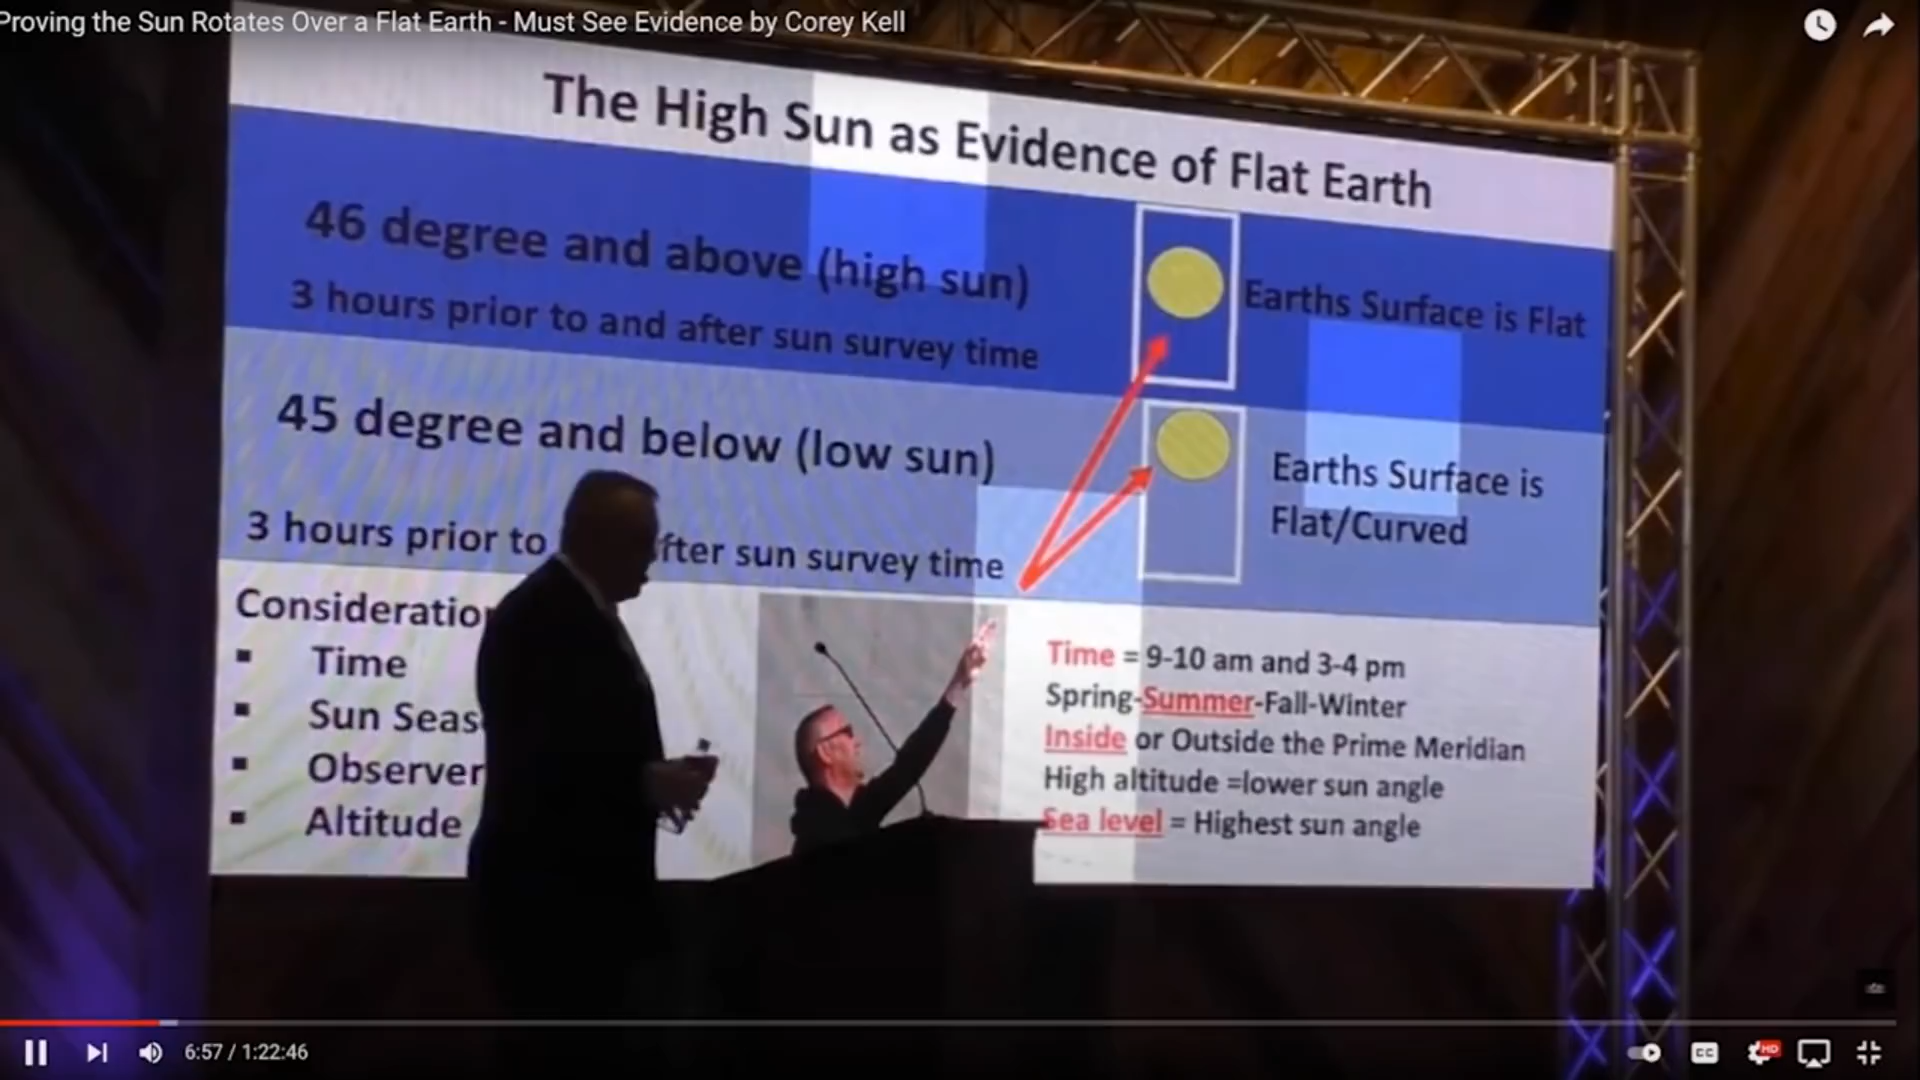 Proving the Sun Rotates Over a Flat Earth - Must See Evidence by Corey Kell
The High Sun as Evidence of Flat Earth
46 degree and above (high sun)
3 hours prior to and after sun survey time
Earths Surface is Flat
45 degree and below (low sun)
3 hours prior to fter sun survey time
Earths Surface is
Flat/Curved
Consideratio
Time
Sun Seas
Observer
Altitude
Time = 9-10 am and 3-4 pm
Spring-Summer-Fall-Winter
Inside or Outside the Prime Meridian
High altitude =lower sun angle
Sea level = Highest sun angle
6:57 / 1:22:46
CC
HD